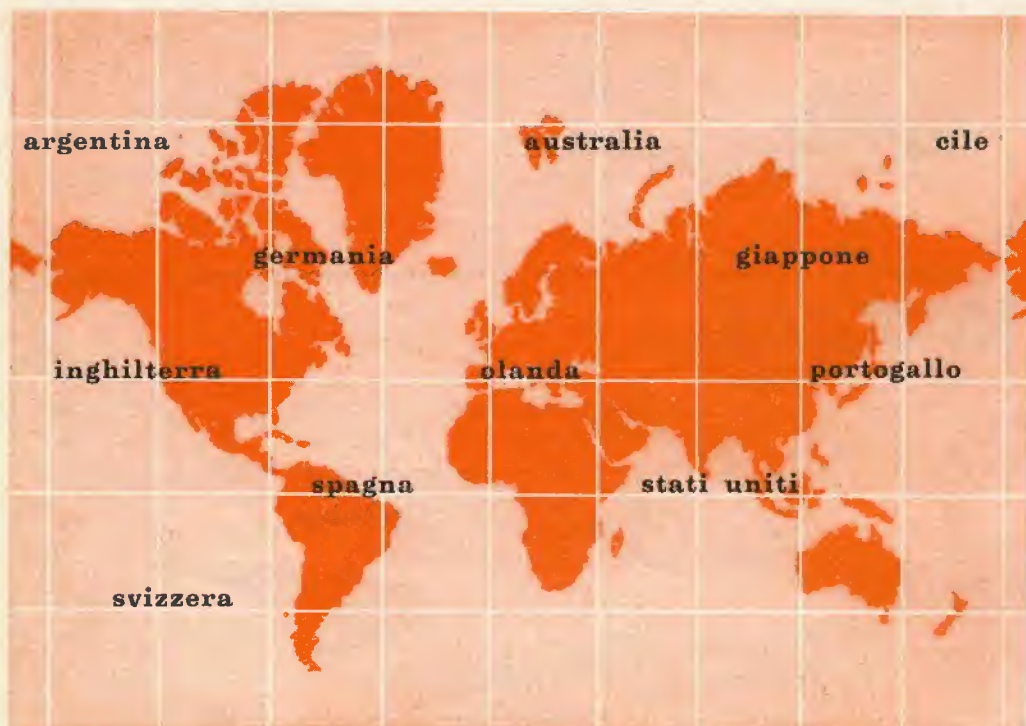 argentina australia cile
germania giappone
inghilterra olanda portogallo
spagna stati uniti
svizzera